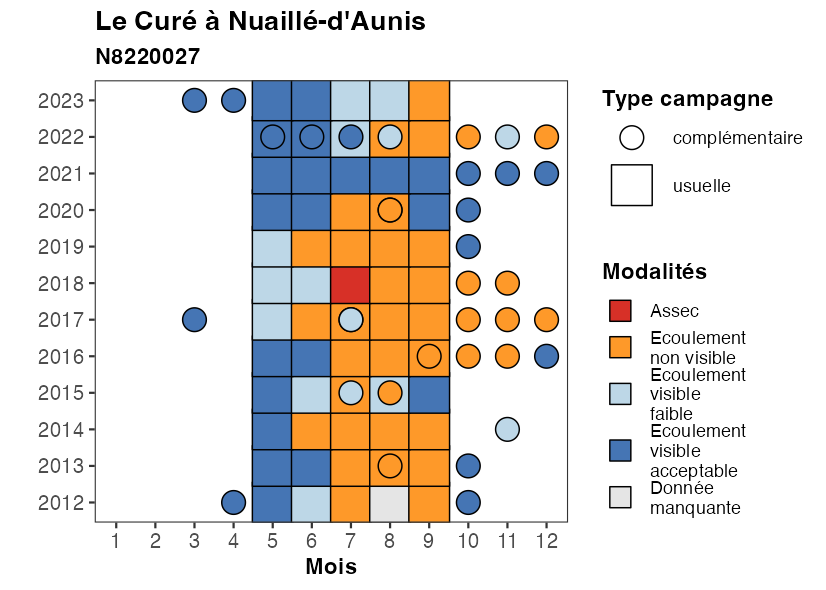 Le Curé à Nuaillé-d'Aunis
N8220027
2023
2022
2021
2020
2019
2018
2017
2016
2015
2014
2013
2012
1 2 3 4 5 6 7 8 9 10 11 12
Mois
Type campagne
complémentaire
usuelle
Modalités
Assec
Ecoulement
non visible
Ecoulement
visible
faible
Ecoulement
visible
acceptable
Donnée
manquante